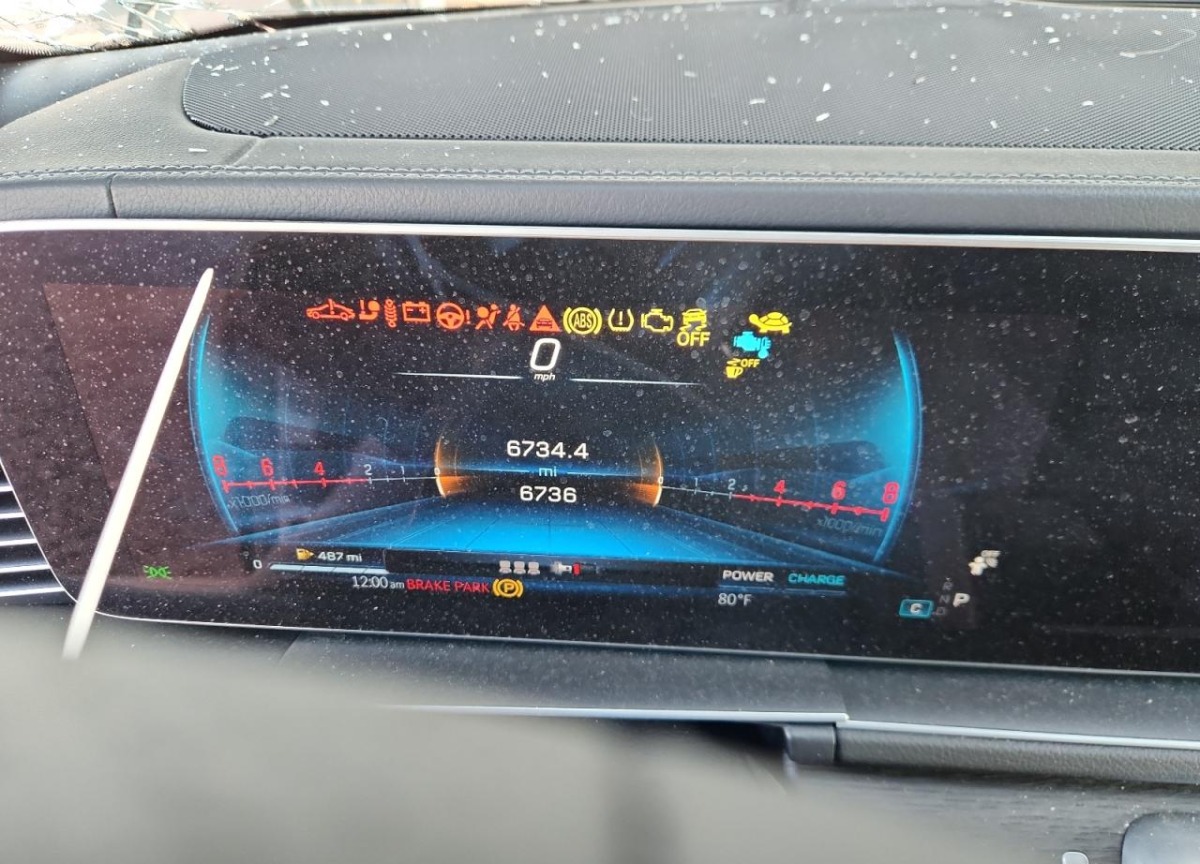 ABS
OFF
OFF
0
mph
6734.4
mi
6736
8 6 4 2 1 0
x1000/min
0 1 2 4 6 8
x1000/min
0
487 mi
12:00 am BRAKE PARK P
POWER CHARGE
80°F
C
P